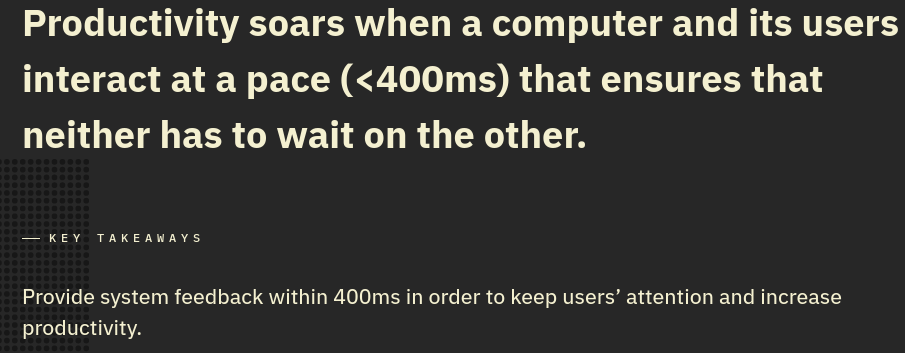 Productivity soars when a computer and its users
interact at a pace (<400ms) that ensures that
neither has to wait on the other.
KEY TAKEAWAYS
Provide system feedback within 400ms in order to keep users’ attention and increase
productivity.